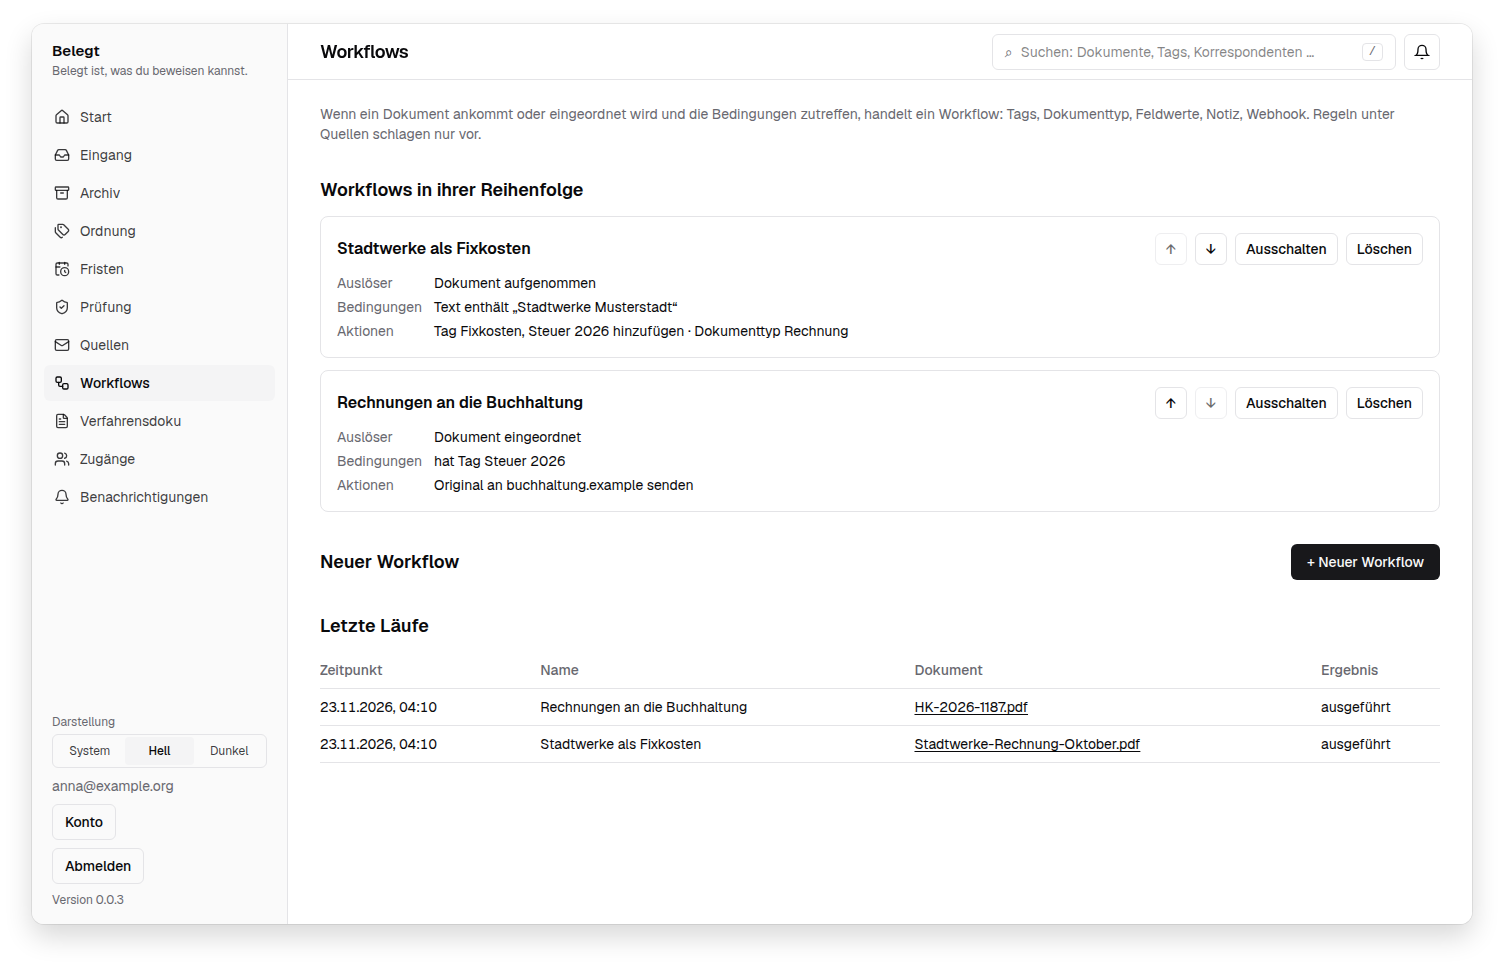 Belegt
Belegt ist, was du beweisen kannst.
Start
Eingang
Archiv
Ordnung
Fristen
Prüfung
Quellen
Workflows
Verfahrensdoku
Zugänge
Benachrichtigungen
Darstellung
System Hell Dunkel
anna@example.org
Konto
Abmelden
Version 0.0.3
Workflows
Suchen: Dokumente, Tags, Korrespondenten … /
Wenn ein Dokument ankommt oder eingeordnet wird und die Bedingungen zutreffen, handelt ein Workflow: Tags, Dokumenttyp, Feldwerte, Notiz, Webhook. Regeln unter
Quellen schlagen nur vor.
Workflows in ihrer Reihenfolge
Stadtwerke als Fixkosten ↑ ↓ Ausschalten Löschen
Auslöser Dokument aufgenommen
Bedingungen Text enthält „Stadtwerke Musterstadt“
Aktionen Tag Fixkosten, Steuer 2026 hinzufügen · Dokumenttyp Rechnung
Rechnungen an die Buchhaltung ↑ ↓ Ausschalten Löschen
Auslöser Dokument eingeordnet
Bedingungen hat Tag Steuer 2026
Aktionen Original an buchhaltung.example senden
Neuer Workflow + Neuer Workflow
Letzte Läufe
Zeitpunkt Name Dokument Ergebnis
23.11.2026, 04:10 Rechnungen an die Buchhaltung HK-2026-1187.pdf ausgeführt
23.11.2026, 04:10 Stadtwerke als Fixkosten Stadtwerke-Rechnung-Oktober.pdf ausgeführt